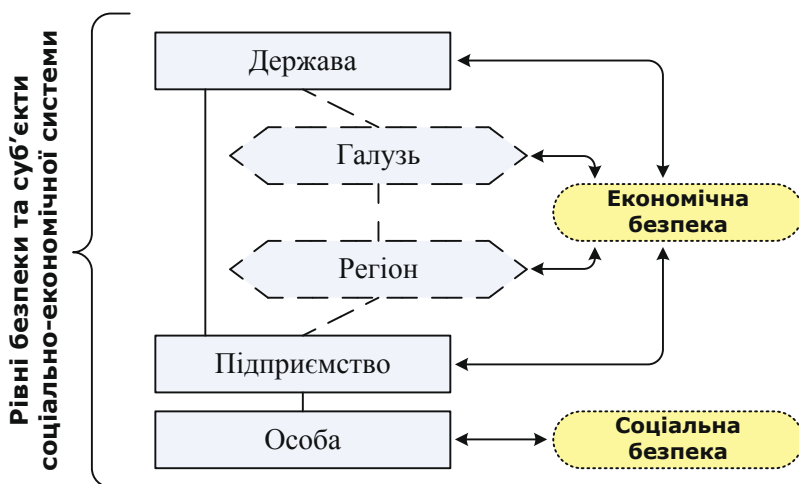 Рівні безпеки та суб’єкти
соціально-економічної системи
Держава
Галузь
Економічна
безпека
Регіон
Підприємство
Особа
Соціальна
безпека